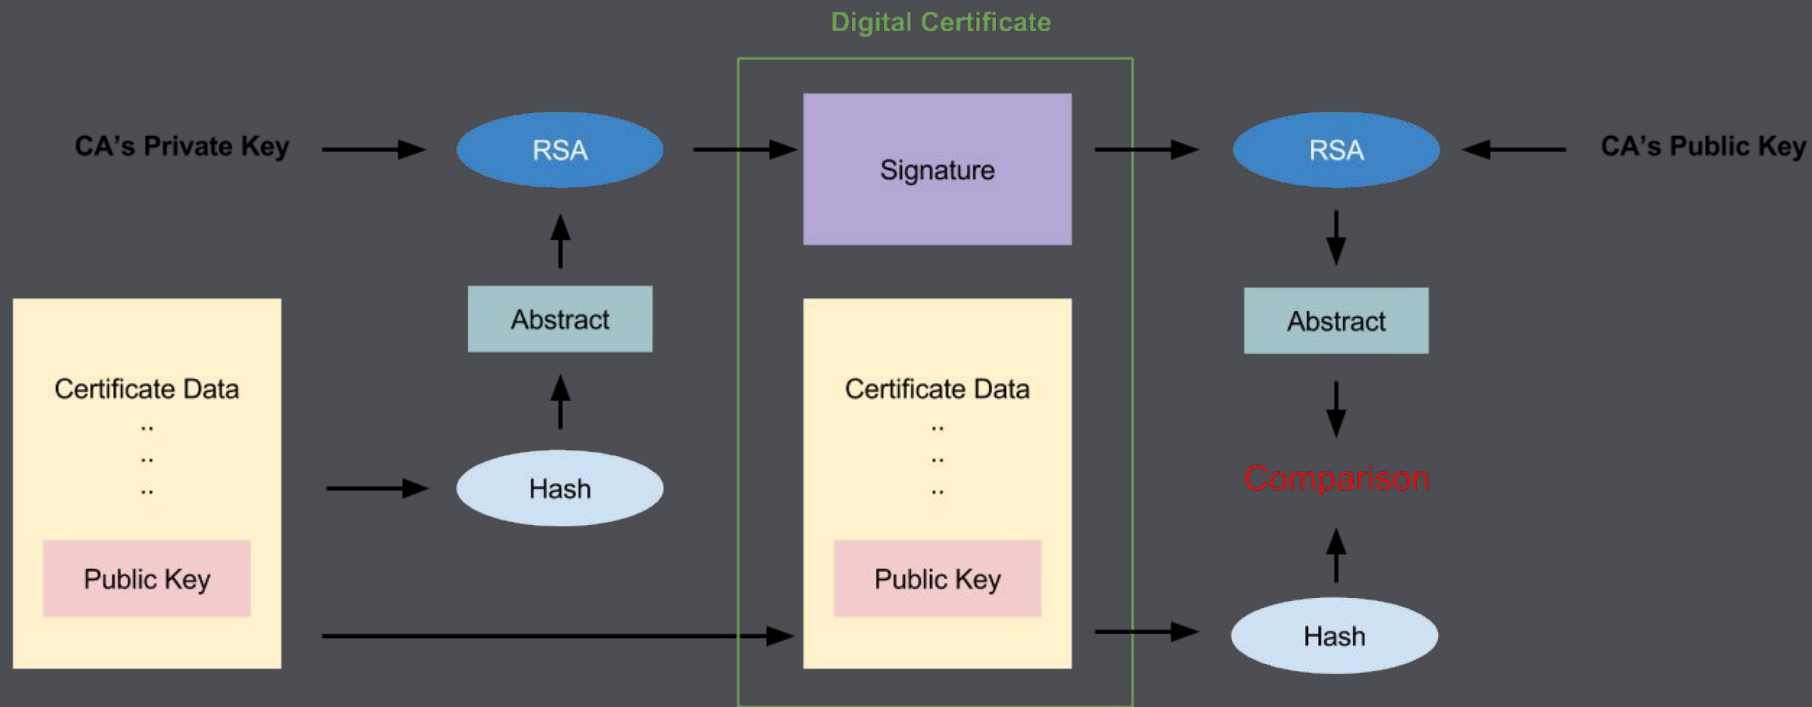 Digital Certificate
CA's Private Key
RSA
Signature
RSA
CA's Public Key
Abstract
Abstract
Certificate Data
..
..
..
Public Key
Hash
Certificate Data
..
..
..
Public Key
Comparison
Hash